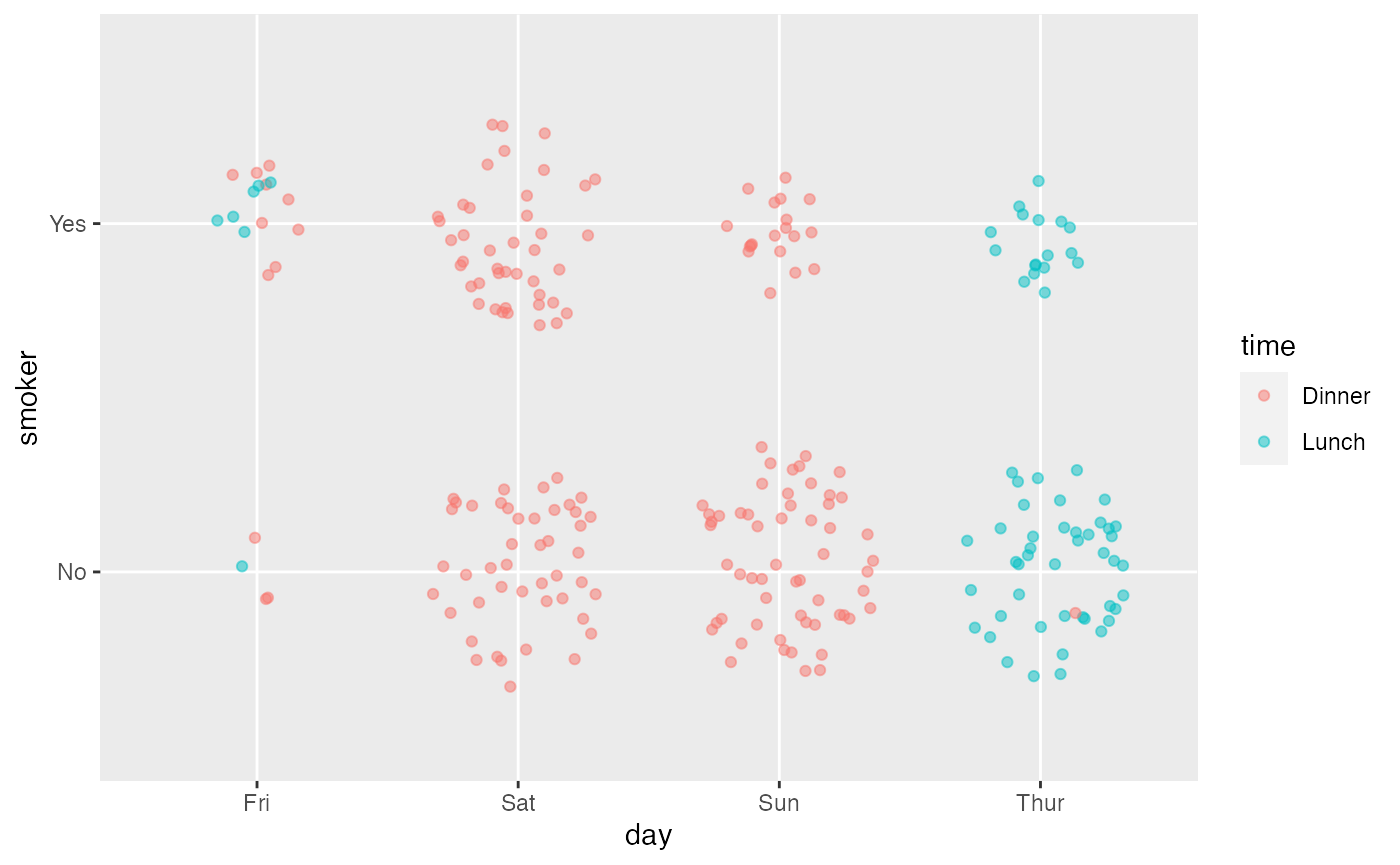 Yes
No
smoker
Fri Sat Sun Thur
day
time
Dinner
Lunch